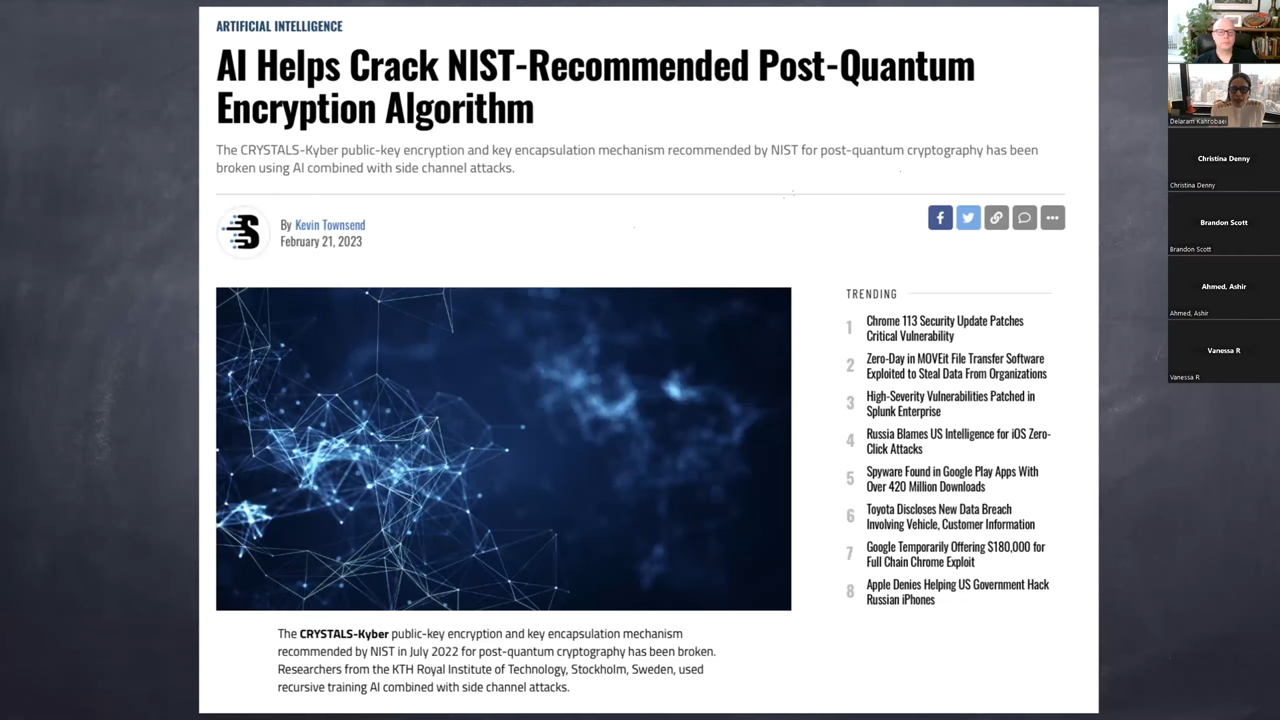 ARTIFICIAL INTELLIGENCE
AI Helps Crack NIST-Recommended Post-Quantum
Encryption Algorithm
The CRYSTALS-Kyber public-key encryption and key encapsulation mechanism recommended by NIST for post-quantum cryptography has been
broken using AI combined with side channel attacks.
By Kevin Townsend
February 21, 2023
TRENDING
1 Chrome 113 Security Update Patches
Critical Vulnerability
2 Zero-Day in MOVEit File Transfer Software
Exploited to Steal Data From Organizations
3 High-Severity Vulnerabilities Patched in
Splunk Enterprise
4 Russia Blames US Intelligence for iOS Zero-
Click Attacks
5 Spyware Found in Google Play Apps With
Over 420 Million Downloads
6 Toyota Discloses New Data Breach
Involving Vehicle, Customer Information
7 Google Temporarily Offering $180,000 for
Full Chain Chrome Exploit
8 Apple Denies Helping US Government Hack
Russian iPhones
The CRYSTALS-Kyber public-key encryption and key encapsulation mechanism
recommended by NIST in July 2022 for post-quantum cryptography has been broken.
Researchers from the KTH Royal Institute of Technology, Stockholm, Sweden, used
recursive training AI combined with side channel attacks.
Delaram Kahrobaei
Christina Denny
Christina Denny
Brandon Scott
Brandon Scott
Ahmed, Ashir
Ahmed, Ashir
Vanessa R
Vanessa R